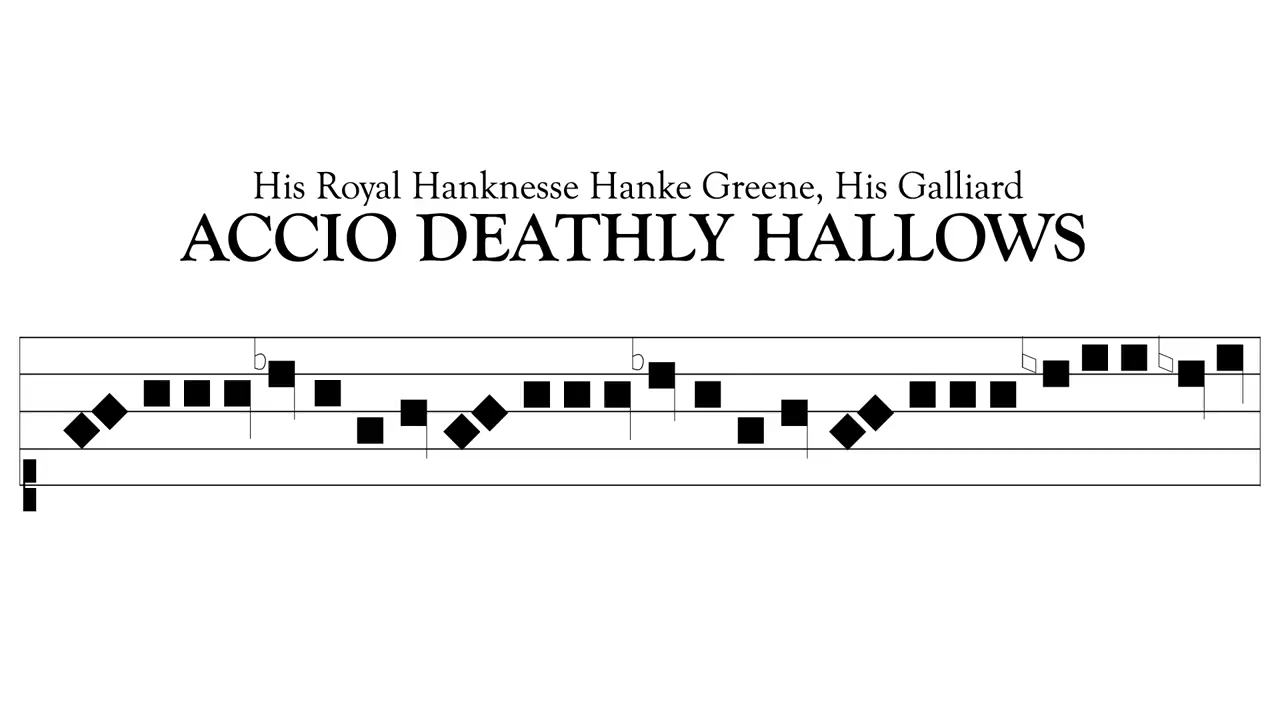 His Royal Hanknesse Hanke Greene, His Galliard
ACCIO DEATHLY HALLOWS